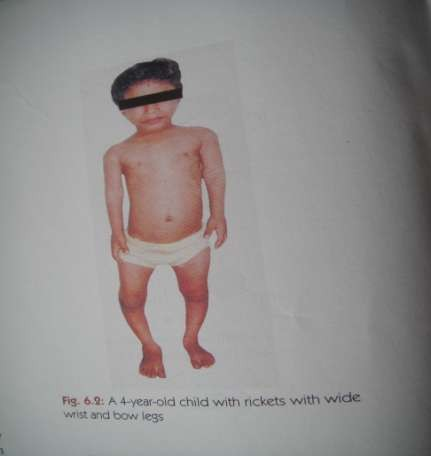 Fig. 6.2: A 4-year-old child with rickets with wide
wrist and bow legs